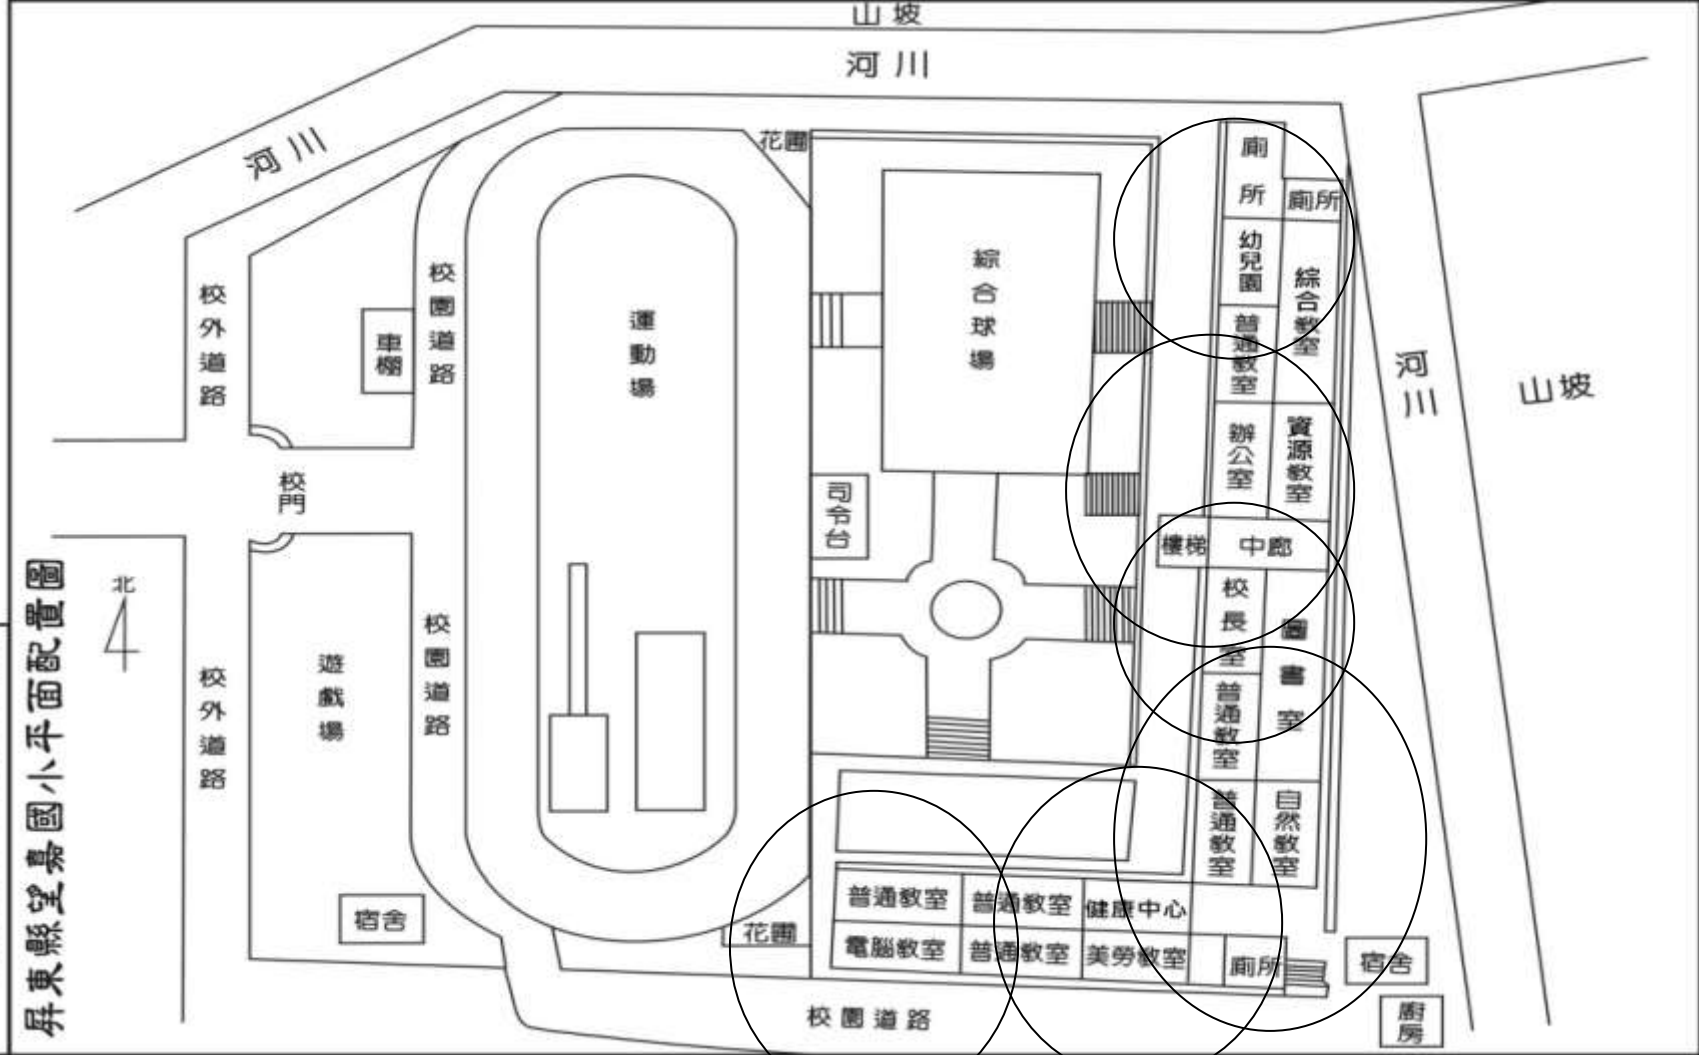 山坡
河川
河川
花圃
廁所
廁所
幼兒園
綜合教室
普通教室
綜合球場
校園道路
校外道路
車棚
運動場
河川
山坡
辦公室
資源教室
校門
司令台
樓梯
中廊
北
校長室
圖書室
校園道路
遊戲場
校外道路
普通教室
普通教室
自然教室
普通教室
普通教室
健康中心
宿舍
花圃
電腦教室
普通教室
美勞教室
廁所
宿舍
校園道路
廚房
屏東縣望嘉國小平面配置圖